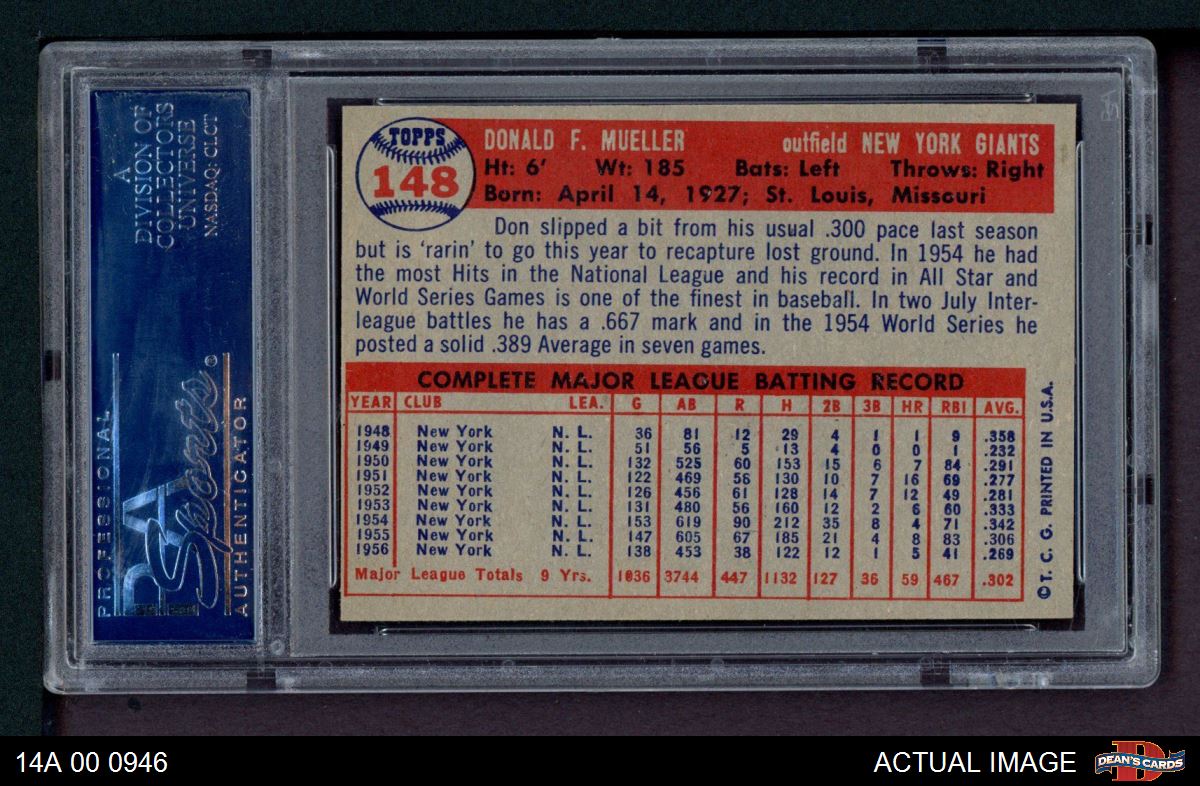 A
DIVISION OF
COLLECTORS
UNIVERSE
NASDAQ: CLCT
PROFESSIONAL
PSA
Sports
AUTHENTICATOR
TOPPS
148
DONALD F. MUELLER outfield NEW YORK GIANTS
Ht: 6' Wt: 185 Bats: Left Throws: Right
Born: April 14, 1927; St. Louis, Missouri
Don slipped a bit from his usual .300 pace last season
but is 'rarin' to go this year to recapture lost ground. In 1954 he had
the most Hits in the National League and his record in All Star and
World Series Games is one of the finest in baseball. In two July Inter-
league battles he has a .667 mark and in the 1954 World Series he
posted a solid .389 Average in seven games.
COMPLETE MAJOR LEAGUE BATTING RECORD
YEAR CLUB LEA. G AB R H 2B 3B HR RBI AVG.
1948 New York N. L. 36 81 12 29 4 1 1 9 .358
1949 New York N. L. 51 56 5 13 4 0 0 1 .232
1950 New York N. L. 132 525 60 153 15 6 7 84 .291
1951 New York N. L. 122 469 58 130 10 7 16 69 .277
1952 New York N. L. 126 456 61 128 14 7 12 49 .281
1953 New York N. L. 131 480 56 160 12 2 6 60 .333
1954 New York N. L. 153 619 90 212 35 8 4 71 .342
1955 New York N. L. 147 605 67 185 21 4 8 83 .306
1956 New York N. L. 138 453 38 122 12 1 5 41 .269
Major League Totals 9 Yrs. 1036 3744 447 1132 127 36 59 467 .302
©T. C. G. PRINTED IN U.S.A.
14A 00 0946
ACTUAL IMAGE
D
DEAN'S CARDS